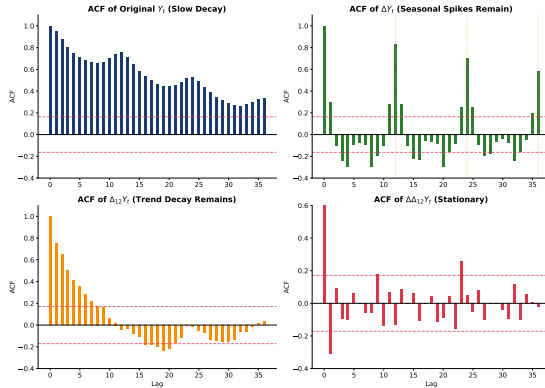 ACF of Original Yₜ (Slow Decay)
ACF
1.0
0.8
0.6
0.4
0.2
0.0
−0.2
−0.4
0 5 10 15 20 25 30 35
ACF of ΔYₜ (Seasonal Spikes Remain)
ACF
1.0
0.8
0.6
0.4
0.2
0.0
−0.2
−0.4
0 5 10 15 20 25 30 35
Lag
ACF of Δ₁₂Yₜ (Trend Decay Remains)
ACF
1.0
0.8
0.6
0.4
0.2
0.0
−0.2
−0.4
0 5 10 15 20 25 30 35
Lag
ACF of ΔΔ₁₂Yₜ (Stationary)
ACF
0.6
0.4
0.2
0.0
−0.2
−0.4
0 5 10 15 20 25 30 35
Lag